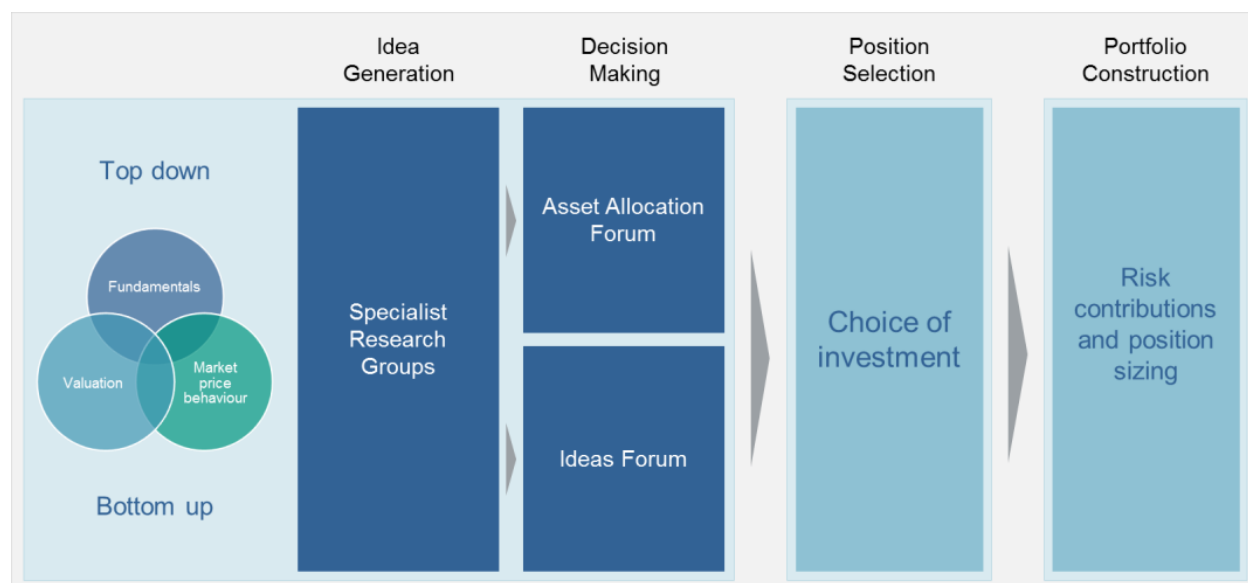 Idea
Generation
Decision
Making
Position
Selection
Portfolio
Construction
Top down
Fundamentals
Valuation
Market
price
behaviour
Bottom up
Specialist
Research
Groups
Asset Allocation
Forum
Ideas Forum
Choice of
investment
Risk
contributions
and position
sizing